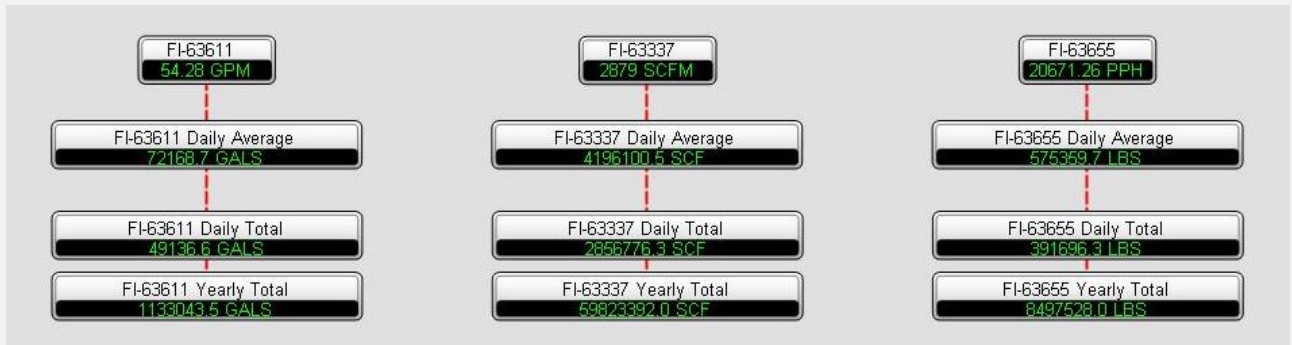 FI-63611
54.28 GPM
FI-63611 Daily Average
72168.7 GALS
FI-63611 Daily Total
49136.6 GALS
FI-63611 Yearly Total
1133043.5 GALS
FI-63337
2879 SCFM
FI-63337 Daily Average
4196100.5 SCF
FI-63337 Daily Total
2856776.3 SCF
FI-63337 Yearly Total
59823392.0 SCF
FI-63655
20671.26 PPH
FI-63655 Daily Average
575359.7 LBS
FI-63655 Daily Total
391696.3 LBS
FI-63655 Yearly Total
8497528.0 LBS